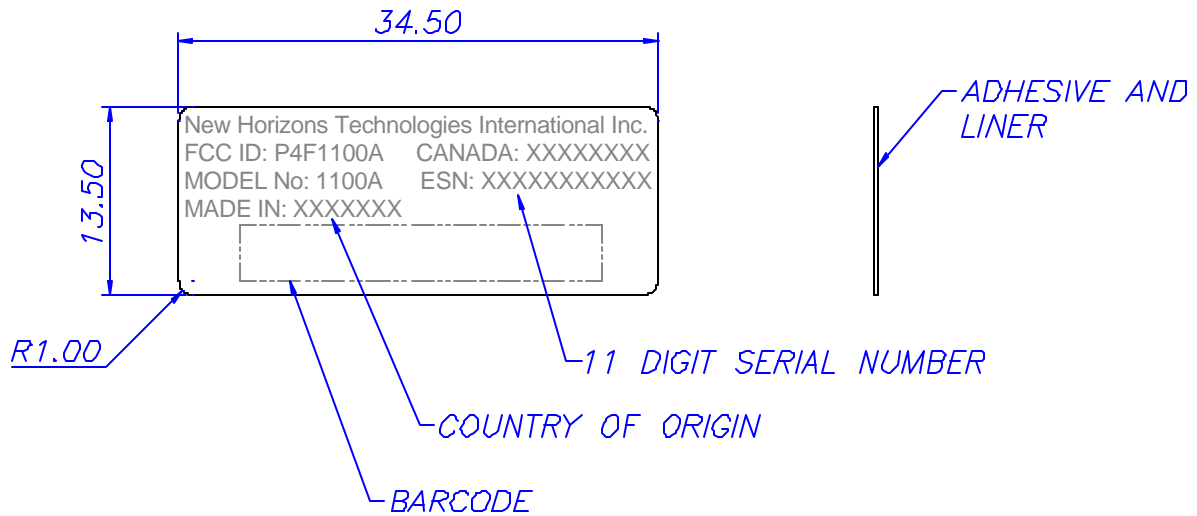 34.50
ADHESIVE AND
LINER
New Horizons Technologies International Inc.
FCC ID: P4F1100A CANADA: XXXXXXXX
MODEL No: 1100A ESN: XXXXXXXXXXX
MADE IN: XXXXXXX
13.50
R1.00
11 DIGIT SERIAL NUMBER
COUNTRY OF ORIGIN
BARCODE